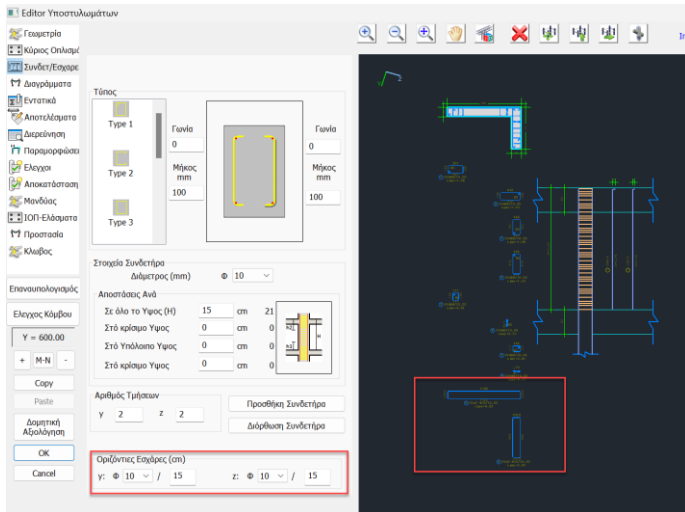 Editor Υποστυλωμάτων
Γεωμετρία
Κύριος Οπλισμό
Συνδετ/Εσχαρε
Διαγράμματα
Εντατικά
Αποτελέσματα
Διερεύνηση
Παραμορφώσει
Ελεγχοι
Αποκατάσταση
Μανδύας
ΙΟΠ-Ελάσματα
Προστασία
Κλωβος
Επαναυπολογισμός
Ελεγχος Κόμβου
Y = 600.00
+ M-N -
Copy
Paste
Δομητική
Αξιολόγηση
OK
Cancel
Τύπος
Type 1
Type 2
Type 3
Γωνία
0
Μήκος
mm
100
Γωνία
0
Μήκος
mm
100
Στοιχεία Συνδετήρα
Διάμετρος (mm) Φ 10
Αποστάσεις Ανά
Σε όλο το Υψος (H) 15 cm 21
Στό κρίσιμο Υψος 0 cm 0
Στό Υπόλοιπο Υψος 0 cm 0
Στό κρίσιμο Υψος 0 cm 0
Αριθμός Τμήσεων
y 2 z 2
Προσθήκη Συνδετήρα
Διόρθωση Συνδετήρα
Οριζόντιες Εσχάρες (cm)
y: Φ 10 / 15 z: Φ 10 / 15